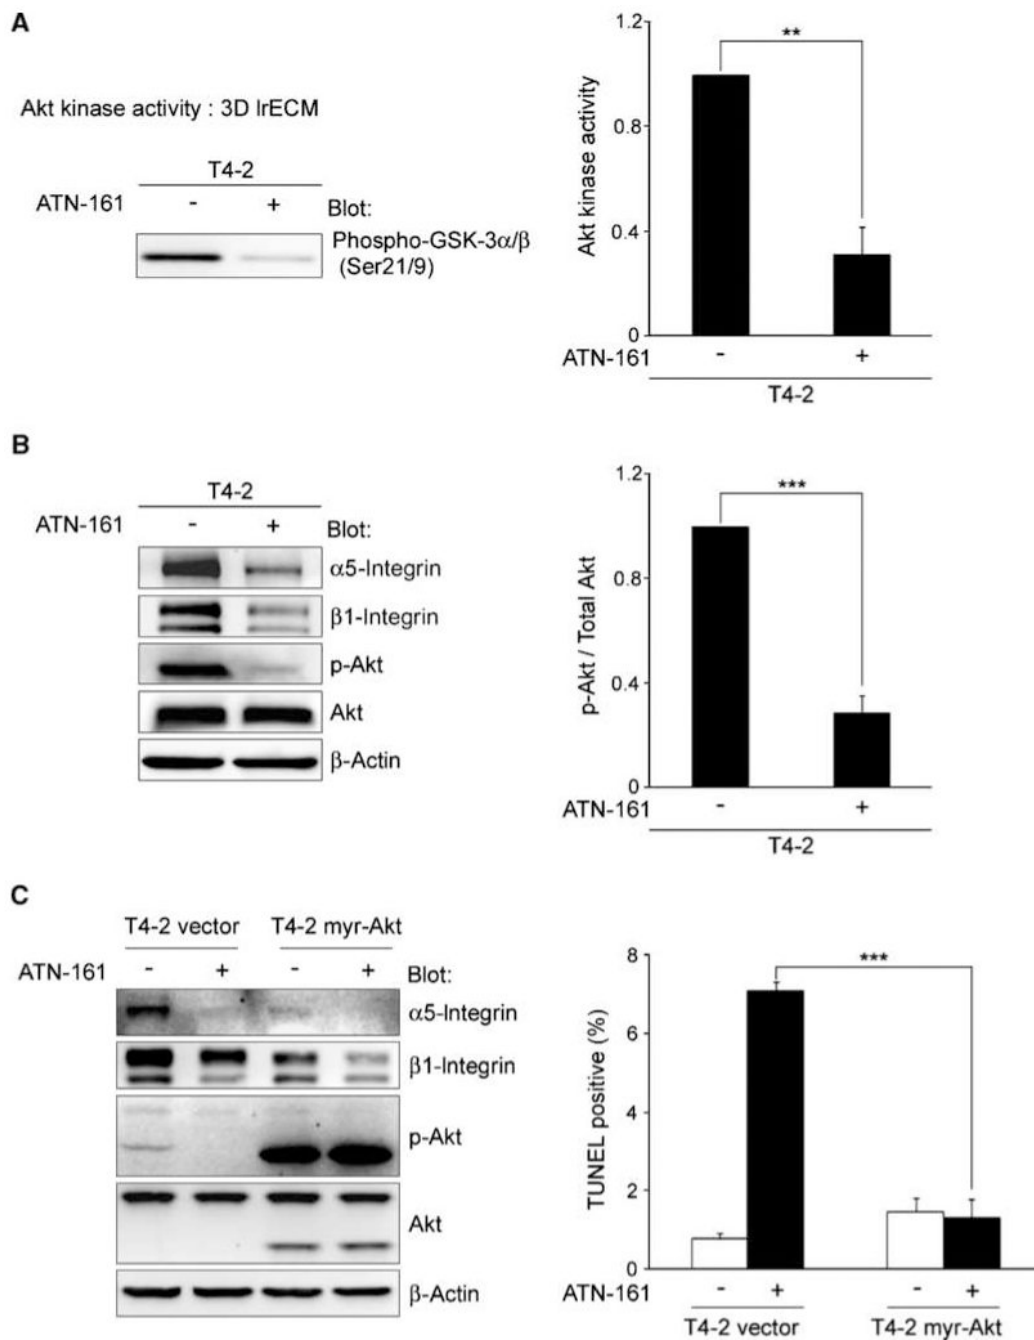 A
Akt kinase activity : 3D lrECM
T4-2
ATN-161 - + Blot:
Phospho-GSK-3α/β
(Ser21/9)
1.2
**
0.8
0.4
0
Akt kinase activity
ATN-161 - +
T4-2
B
T4-2
ATN-161 - + Blot:
α5-Integrin
β1-Integrin
p-Akt
Akt
β-Actin
1.2
***
0.8
0.4
0
p-Akt / Total Akt
ATN-161 - +
T4-2
C
T4-2 vector T4-2 myr-Akt
ATN-161 - + - + Blot:
α5-Integrin
β1-Integrin
p-Akt
Akt
β-Actin
8
***
6
4
2
0
TUNEL positive (%)
ATN-161 - + - +
T4-2 vector T4-2 myr-Akt